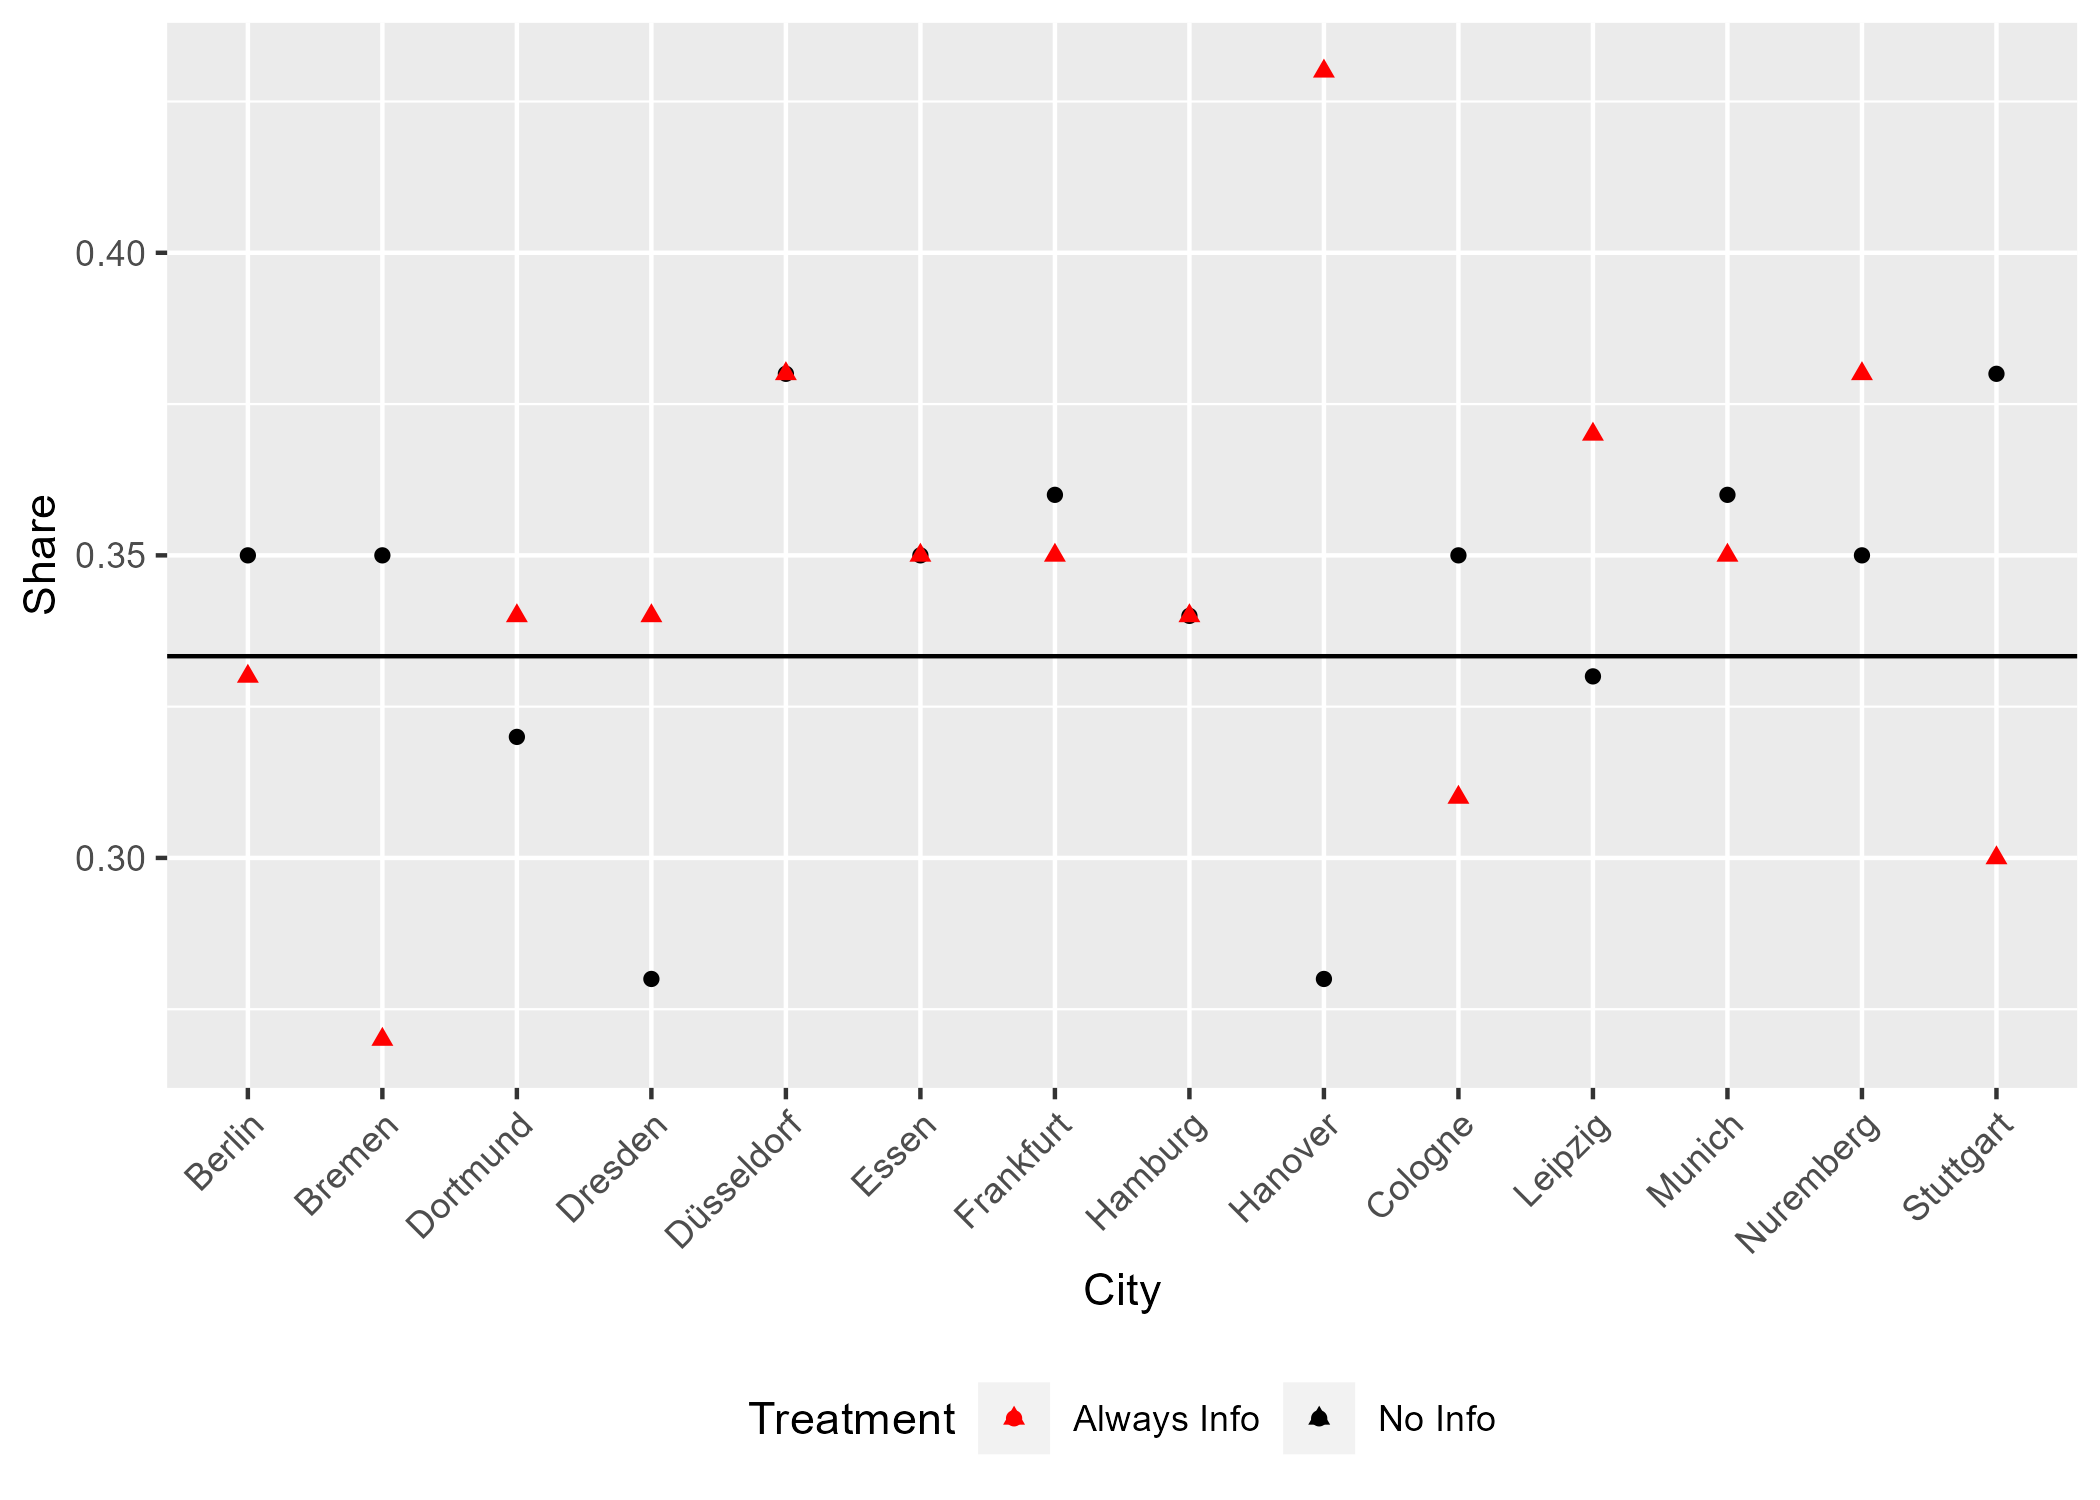 Share
0.40
0.35
0.30
Berlin
Bremen
Dortmund
Dresden
Düsseldorf
Essen
Frankfurt
Hamburg
Hanover
Cologne
Leipzig
Munich
Nuremberg
Stuttgart
City
Treatment Always Info No Info